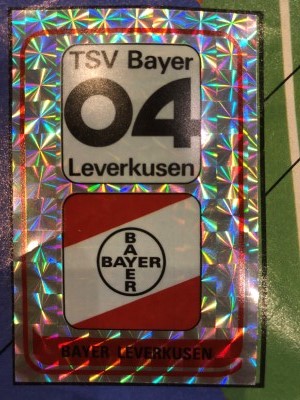 TSV Bayer
04
Leverkusen
BAYER
BAYER
BAYER LEVERKUSEN